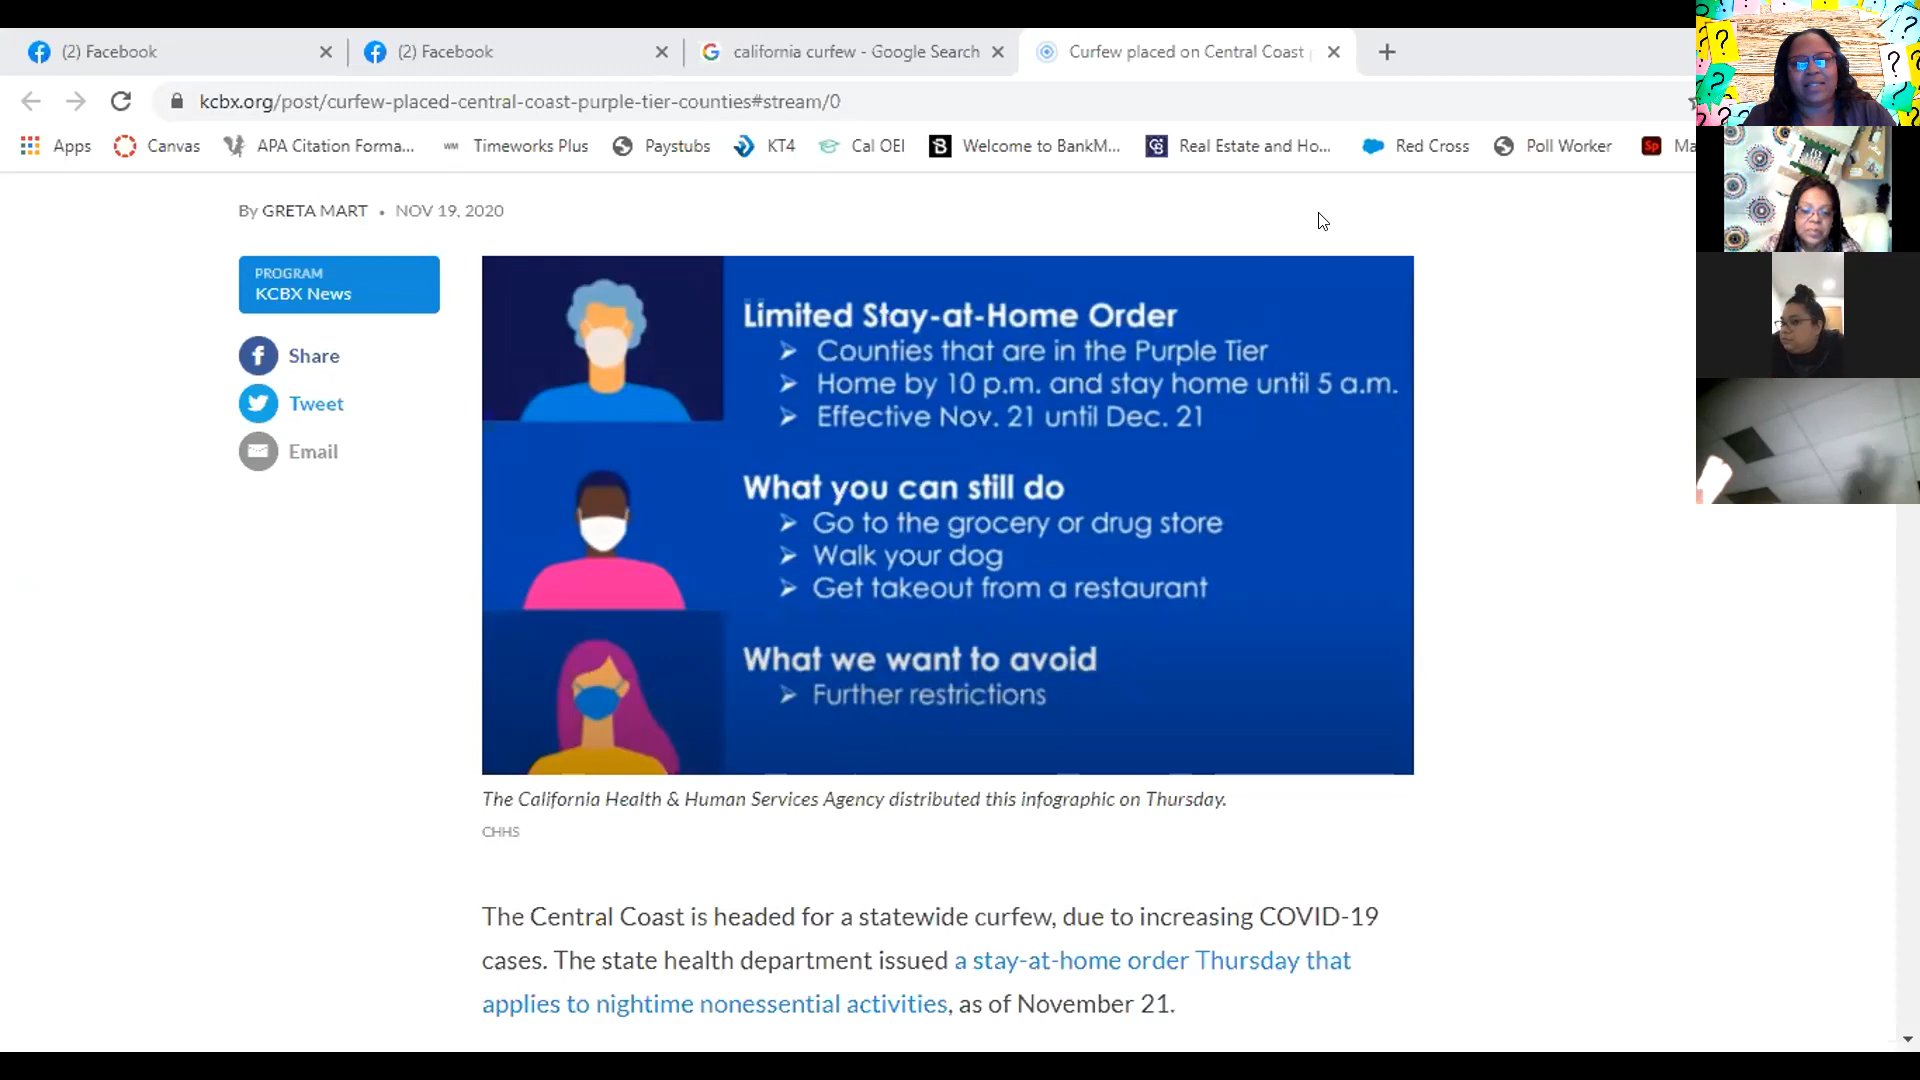 (2) Facebook
(2) Facebook
california curfew - Google Search
Curfew placed on Central Coast
kcbx.org/post/curfew-placed-central-coast-purple-tier-counties#stream/0
Apps
Canvas
APA Citation Forma...
Timeworks Plus
Paystubs
KT4
Cal OEI
Welcome to BankM...
Real Estate and Ho...
Red Cross
Poll Worker
Ma
By GRETA MART • NOV 19, 2020
PROGRAM
KCBX News
Share
Tweet
Email
Limited Stay-at-Home Order
➢ Counties that are in the Purple Tier
➢ Home by 10 p.m. and stay home until 5 a.m.
➢ Effective Nov. 21 until Dec. 21
What you can still do
➢ Go to the grocery or drug store
➢ Walk your dog
➢ Get takeout from a restaurant
What we want to avoid
➢ Further restrictions
The California Health & Human Services Agency distributed this infographic on Thursday.
CHHS
The Central Coast is headed for a statewide curfew, due to increasing COVID-19
cases. The state health department issued a stay-at-home order Thursday that
applies to nightime nonessential activities, as of November 21.